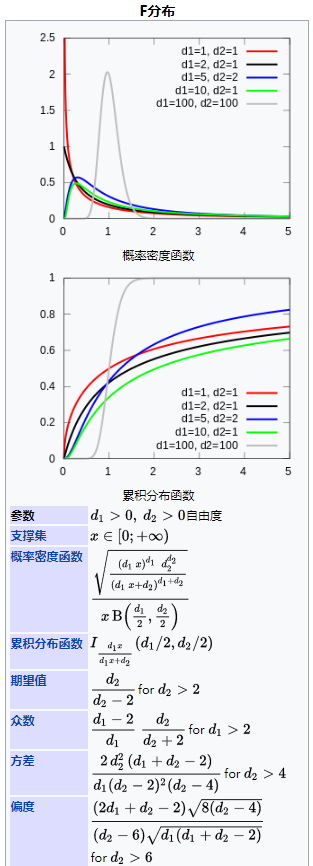 F分布
2.5
2
1.5
1
0.5
0
0 1 2 3 4 5
d1=1, d2=1
d1=2, d2=1
d1=5, d2=2
d1=10, d2=1
d1=100, d2=100
概率密度函数
1
0.8
0.6
0.4
0.2
0
0 1 2 3 4 5
d1=1, d2=1
d1=2, d2=1
d1=5, d2=2
d1=10, d2=1
d1=100, d2=100
累积分布函数
参数 $d_1 > 0,\ d_2 > 0$自由度
支撑集 $x \in [0; +\infty)$
概率密度函数 $\frac{\sqrt{\frac{(d_1\,x)^{d_1}\ d_2^{d_2}}{(d_1\,x+d_2)^{d_1+d_2}}}}{x\,\mathrm{B}\left(\frac{d_1}{2},\frac{d_2}{2}\right)}$
累积分布函数 $I_{\frac{d_1 x}{d_1 x+d_2}}(d_1/2, d_2/2)$
期望值 $\frac{d_2}{d_2-2}$ for $d_2 > 2$
众数 $\frac{d_1-2}{d_1}\ \frac{d_2}{d_2+2}$ for $d_1 > 2$
方差 $\frac{2\,d_2^2\,(d_1+d_2-2)}{d_1(d_2-2)^2(d_2-4)}$ for $d_2 > 4$
偏度 $\frac{(2d_1+d_2-2)\sqrt{8(d_2-4)}}{(d_2-6)\sqrt{d_1(d_1+d_2-2)}}$
for $d_2 > 6$